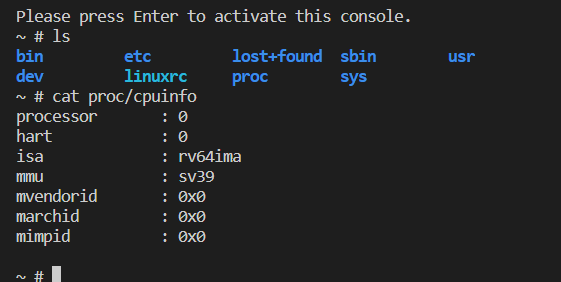 Please press Enter to activate this console.
~ # ls
bin etc lost+found sbin usr
dev linuxrc proc sys
~ # cat proc/cpuinfo
processor : 0
hart : 0
isa : rv64ima
mmu : sv39
mvendorid : 0x0
marchid : 0x0
mimpid : 0x0
~ #